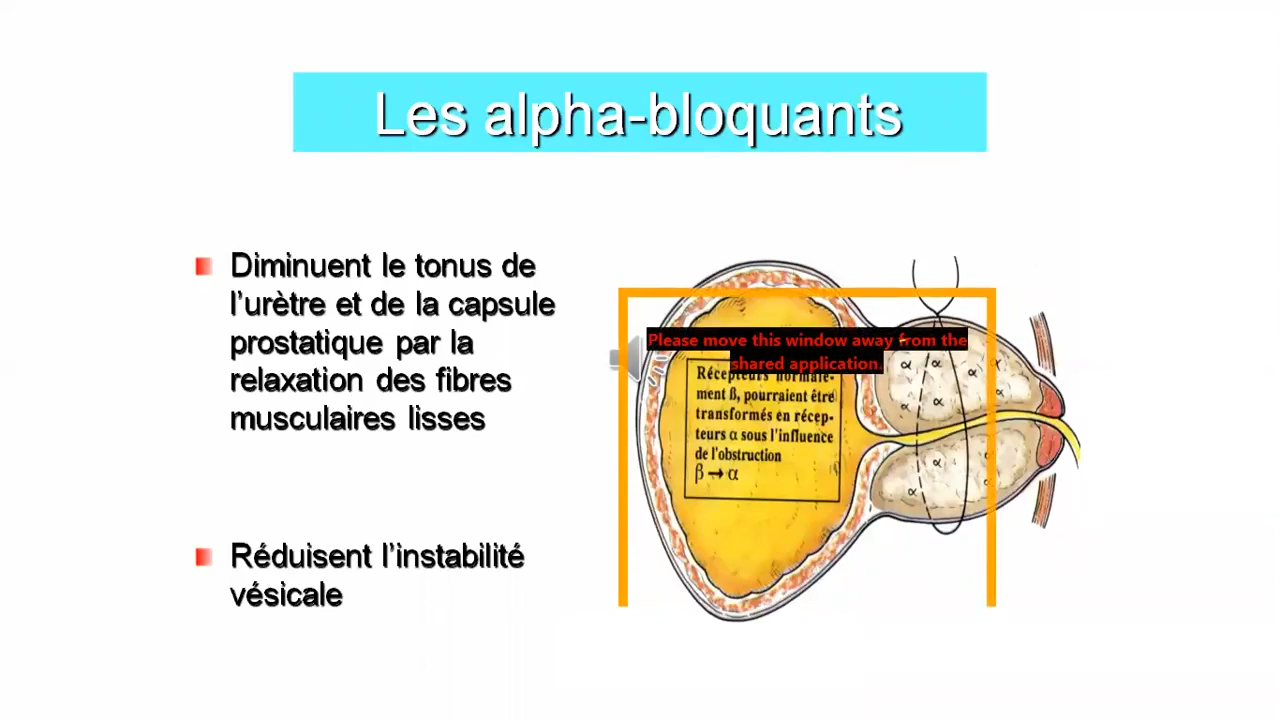 Les alpha-bloquants
Diminuent le tonus de
l'urètre et de la capsule
prostatique par la
relaxation des fibres
musculaires lisses
Réduisent l'instabilité
vésicale
Please move this window away from the
shared application.
Récepteurs normale-
ment ß, pourraient être
transformés en récep-
teurs α sous l'influence
de l'obstruction
β → α
α α α α
α α
α α
α